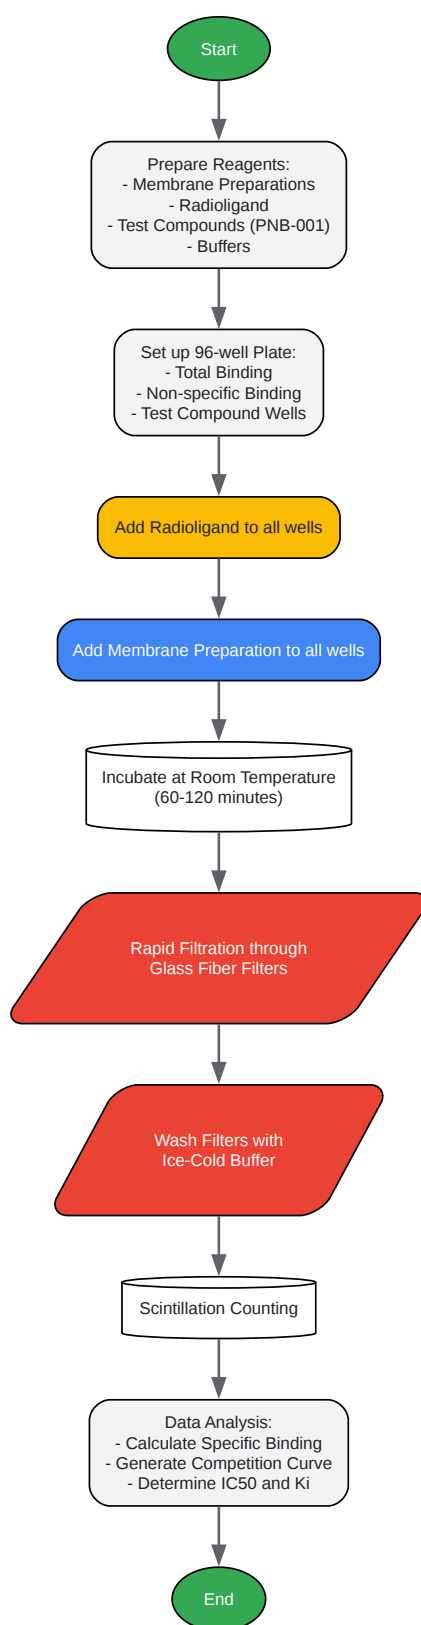 Start
Prepare Reagents:
- Membrane Preparations
- Radioligand
- Test Compounds (PNB-001)
- Buffers
Set up 96-well Plate:
- Total Binding
- Non-specific Binding
- Test Compound Wells
Add Radioligand to all wells
Add Membrane Preparation to all wells
Incubate at Room Temperature
(60-120 minutes)
Rapid Filtration through
Glass Fiber Filters
Wash Filters with
Ice-Cold Buffer
Scintillation Counting
Data Analysis:
- Calculate Specific Binding
- Generate Competition Curve
- Determine IC50 and Ki
End